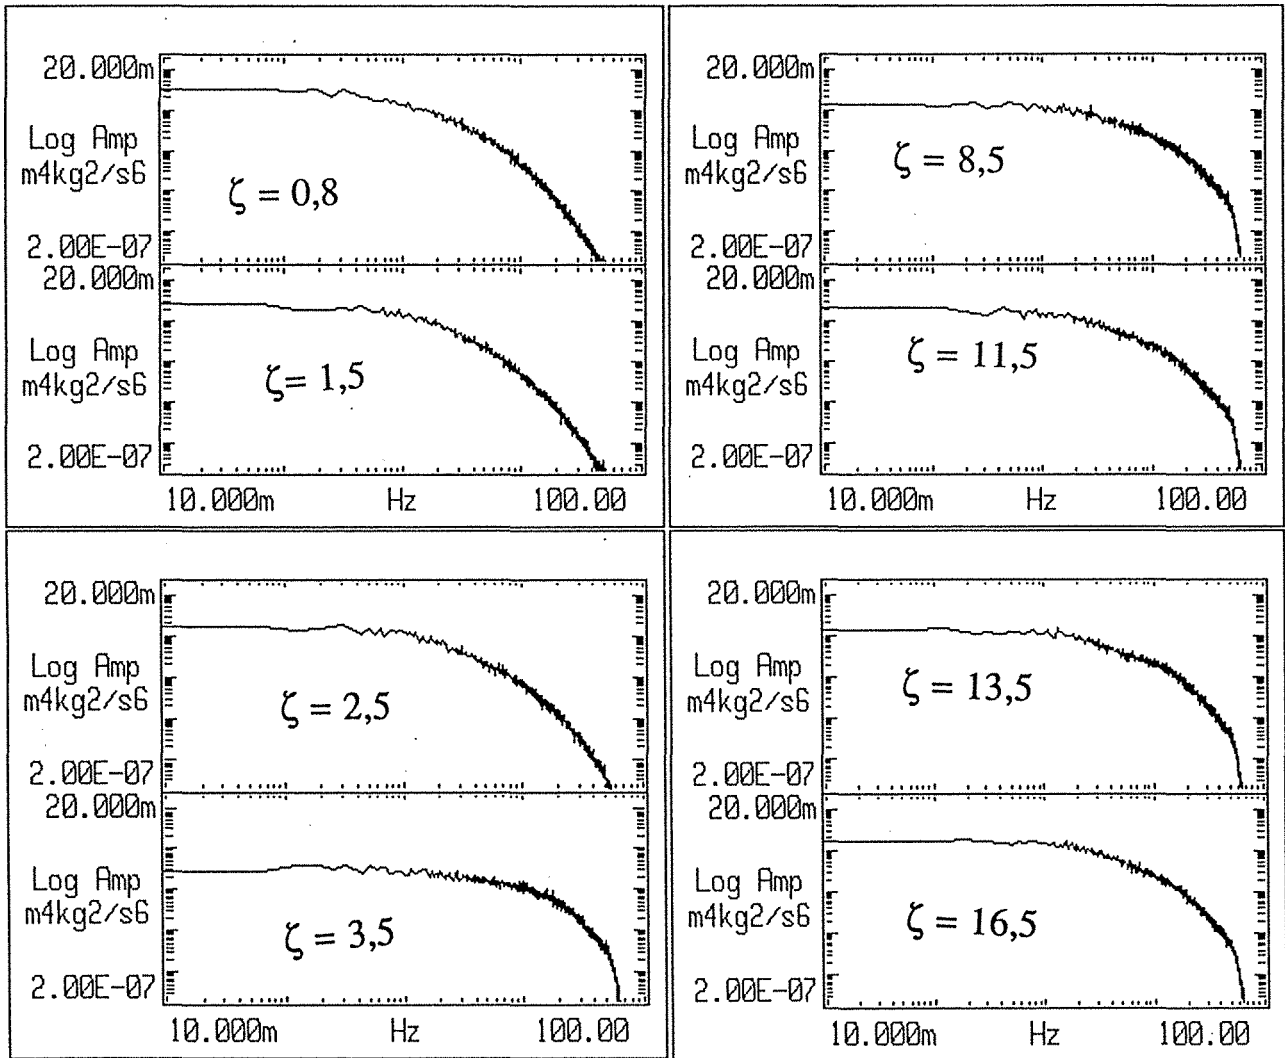 20.000m
Log Amp
m4kg2/s6
ζ = 0,8
2.00E-07
20.000m
Log Amp
m4kg2/s6
ζ= 1,5
2.00E-07
10.000m Hz 100.00
20.000m
Log Amp
m4kg2/s6
ζ = 8,5
2.00E-07
20.000m
Log Amp
m4kg2/s6
ζ = 11,5
2.00E-07
10.000m Hz 100.00
20.000m
Log Amp
m4kg2/s6
ζ = 2,5
2.00E-07
20.000m
Log Amp
m4kg2/s6
ζ = 3,5
2.00E-07
10.000m Hz 100.00
20.000m
Log Amp
m4kg2/s6
ζ = 13,5
2.00E-07
20.000m
Log Amp
m4kg2/s6
ζ = 16,5
2.00E-07
10.000m Hz 100.00